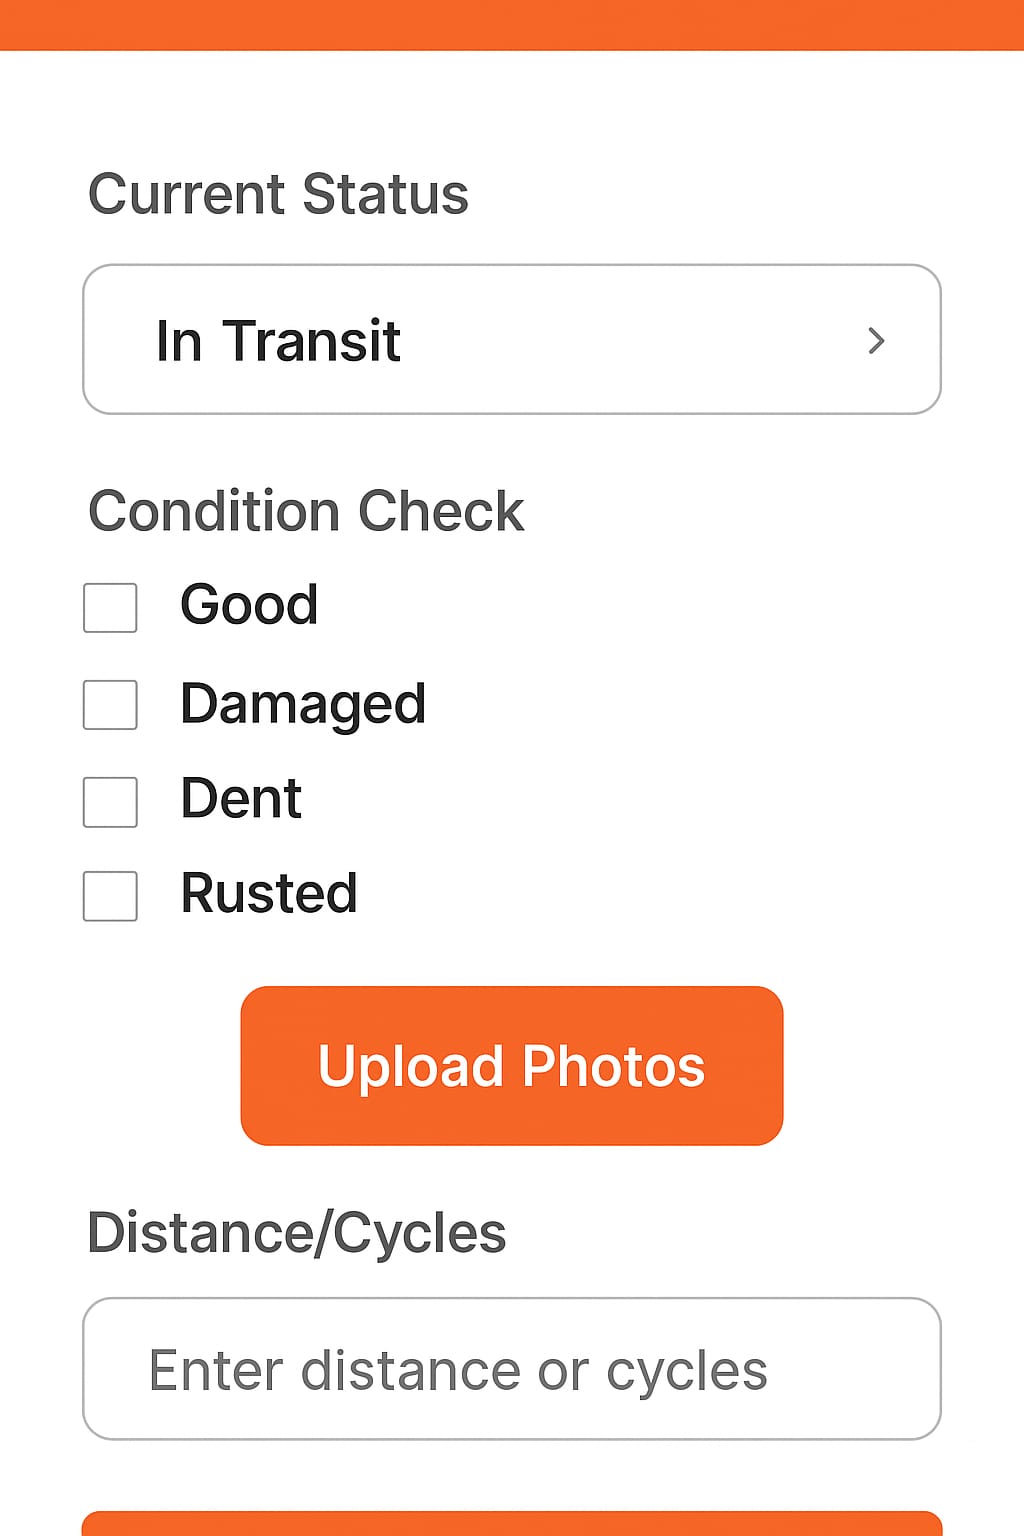 Current Status
In Transit
Condition Check
Good
Damaged
Dent
Rusted
Upload Photos
Distance/Cycles
Enter distance or cycles